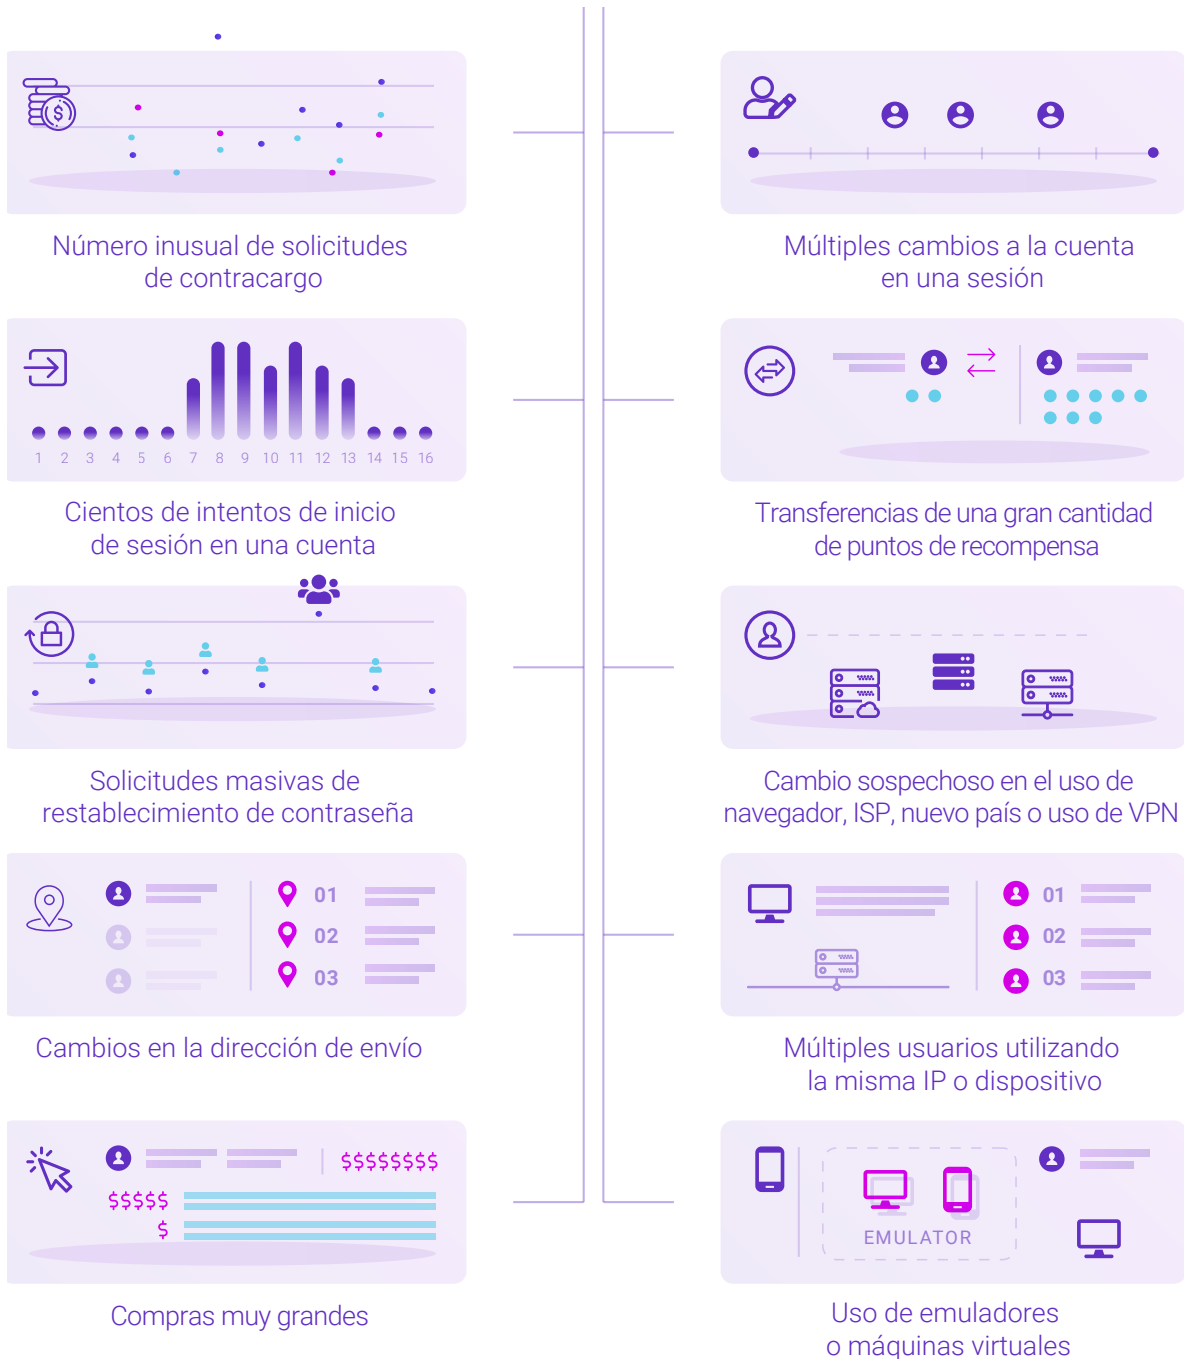 $
Número inusual de solicitudes
de contracargo
Múltiples cambios a la cuenta
en una sesión
1 2 3 4 5 6 7 8 9 10 11 12 13 14 15 16
Cientos de intentos de inicio
de sesión en una cuenta
Transferencias de una gran cantidad
de puntos de recompensa
Solicitudes masivas de
restablecimiento de contraseña
Cambio sospechoso en el uso de
navegador, ISP, nuevo país o uso de VPN
01
02
03
Cambios en la dirección de envío
01
02
03
Múltiples usuarios utilizando
la misma IP o dispositivo
$$$$$$$$
$$$$$
$
Compras muy grandes
EMULATOR
Uso de emuladores
o máquinas virtuales